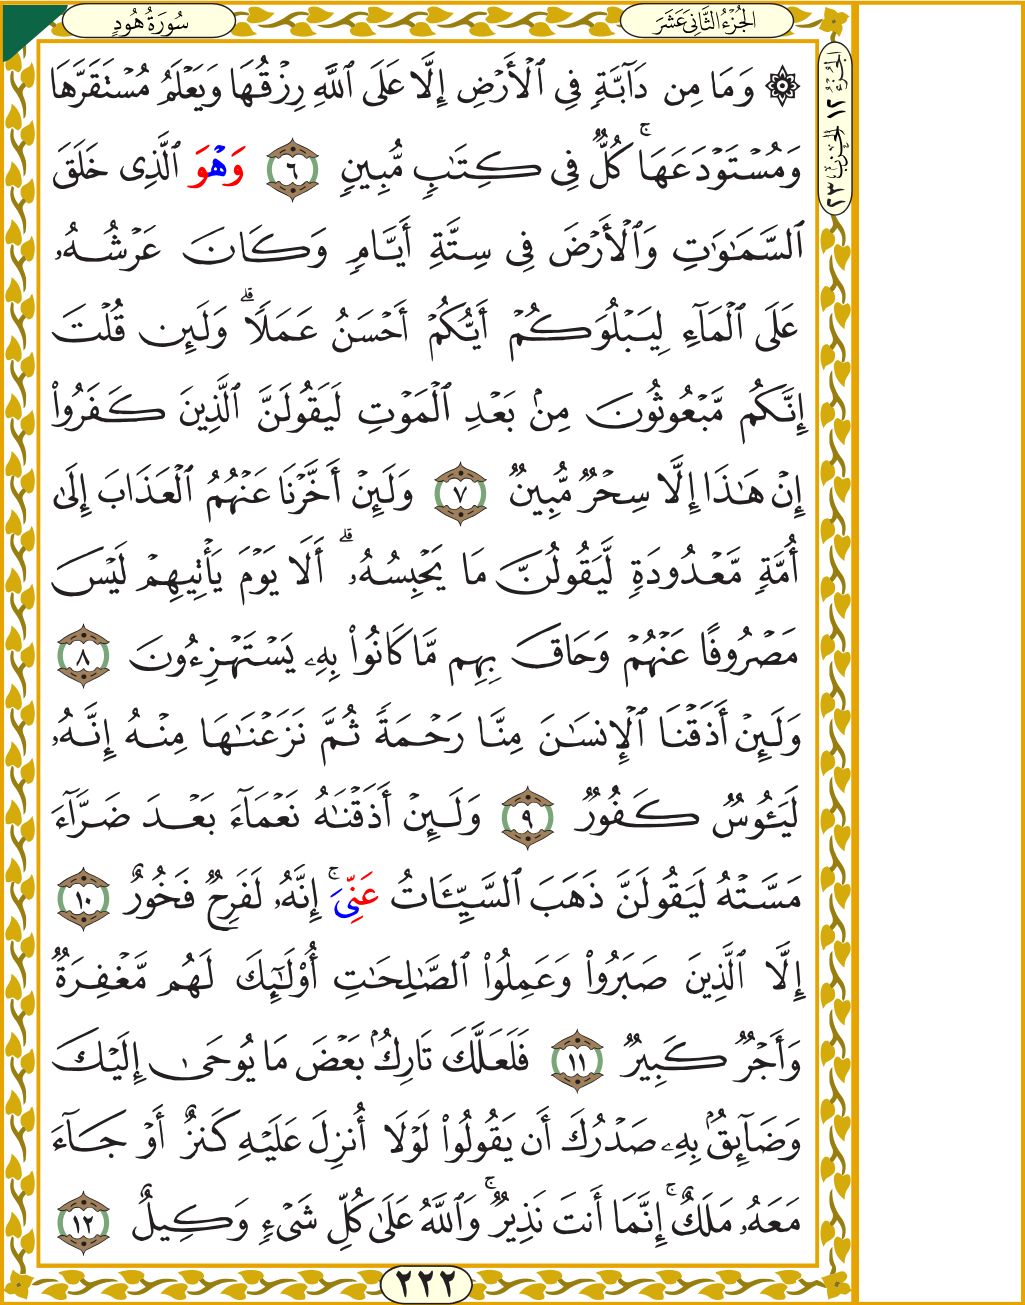 سُورَةُ هُودٍ
الجُزْءُ الثَّانِي عَشَرَ
الجُزْءُ ١٢ الحِزْبُ ٢٣
۞ وَمَا مِن دَآبَّةٖ فِي ٱلۡأَرۡضِ إِلَّا عَلَى ٱللَّهِ رِزۡقُهَا وَيَعۡلَمُ مُسۡتَقَرَّهَا
وَمُسۡتَوۡدَعَهَاۚ كُلّٞ فِي كِتَٰبٖ مُّبِينٖ ٦ وَهۡوَ ٱلَّذِي خَلَقَ
ٱلسَّمَٰوَٰتِ وَٱلۡأَرۡضَ فِي سِتَّةِ أَيَّامٖ وَكَانَ عَرۡشُهُۥ
عَلَى ٱلۡمَآءِ لِيَبۡلُوَكُمۡ أَيُّكُمۡ أَحۡسَنُ عَمَلٗاۗ وَلَئِن قُلۡتَ
إِنَّكُم مَّبۡعُوثُونَ مِنۢ بَعۡدِ ٱلۡمَوۡتِ لَيَقُولَنَّ ٱلَّذِينَ كَفَرُوٓاْ
إِنۡ هَٰذَآ إِلَّا سِحۡرٞ مُّبِينٞ ٧ وَلَئِنۡ أَخَّرۡنَا عَنۡهُمُ ٱلۡعَذَابَ إِلَىٰٓ
أُمَّةٖ مَّعۡدُودَةٖ لَّيَقُولُنَّ مَا يَحۡبِسُهُۥٓۗ أَلَا يَوۡمَ يَأۡتِيهِمۡ لَيۡسَ
مَصۡرُوفًا عَنۡهُمۡ وَحَاقَ بِهِم مَّا كَانُواْ بِهِۦ يَسۡتَهۡزِءُونَ ٨
وَلَئِنۡ أَذَقۡنَا ٱلۡإِنسَٰنَ مِنَّا رَحۡمَةٗ ثُمَّ نَزَعۡنَٰهَا مِنۡهُ إِنَّهُۥ
لَيَـُٔوسٞ كَفُورٞ ٩ وَلَئِنۡ أَذَقۡنَٰهُ نَعۡمَآءَ بَعۡدَ ضَرَّآءَ
مَسَّتۡهُ لَيَقُولَنَّ ذَهَبَ ٱلسَّيِّـَٔاتُ عَنِّيَۚ إِنَّهُۥ لَفَرِحٞ فَخُورٌ ١٠
إِلَّا ٱلَّذِينَ صَبَرُواْ وَعَمِلُواْ ٱلصَّٰلِحَٰتِ أُوْلَٰٓئِكَ لَهُم مَّغۡفِرَةٞ
وَأَجۡرٞ كَبِيرٞ ١١ فَلَعَلَّكَ تَارِكُۢ بَعۡضَ مَا يُوحَىٰٓ إِلَيۡكَ
وَضَآئِقُۢ بِهِۦ صَدۡرُكَ أَن يَقُولُواْ لَوۡلَآ أُنزِلَ عَلَيۡهِ كَنزٌ أَوۡ جَآءَ
مَعَهُۥ مَلَكٌۚ إِنَّمَآ أَنتَ نَذِيرٞۚ وَٱللَّهُ عَلَىٰ كُلِّ شَيۡءٖ وَكِيلٌ ١٢
٢٢٢